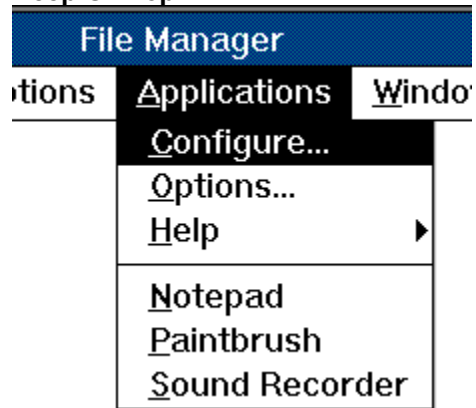 File Manager
tions Applications Windo
Configure...
Options...
Help
Notepad
Paintbrush
Sound Recorder